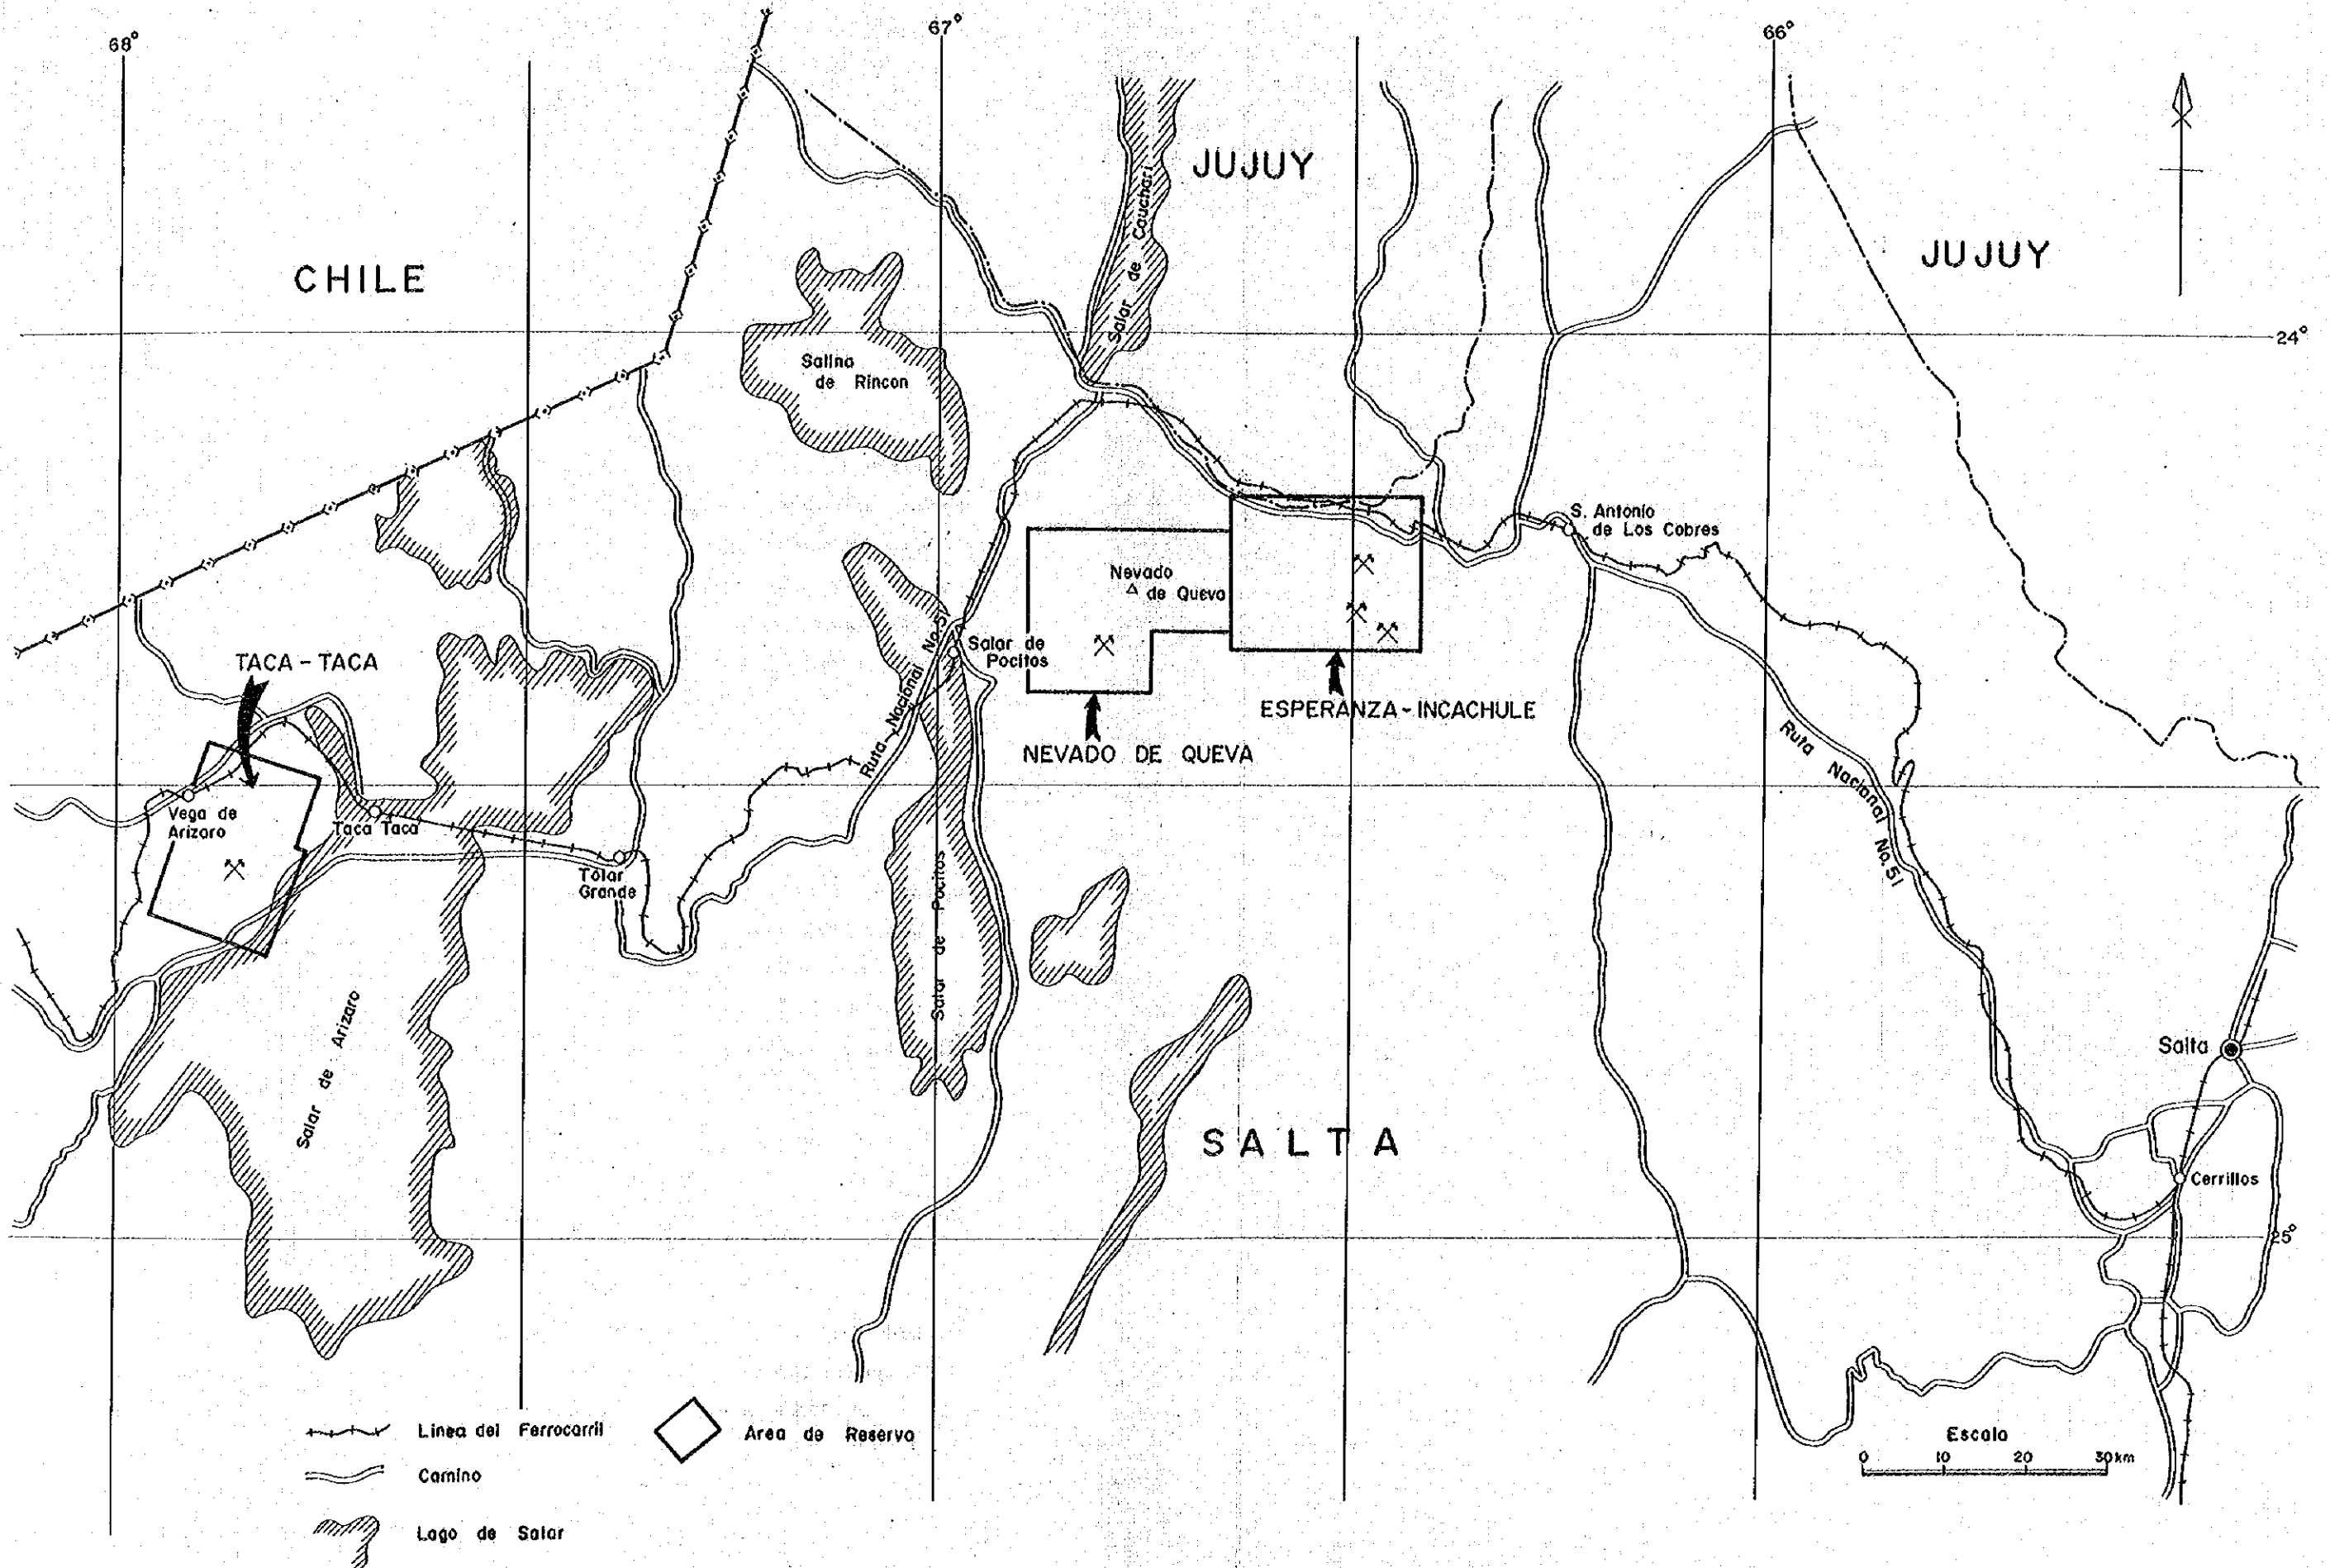 68°
67°
66°
JUJUY
JUJUY
CHILE
Salar de Cauchari
24°
Salina
de Rincon
S. Antonio
de Los Cobres
Nevado
de Queva
Salar de
Pocitos
TACA-TACA
Ruta Nacional No.51
ESPERANZA-INCACHULE
NEVADO DE QUEVA
Ruta Nacional No.51
Vega de
Arizaro
Taca Taca
Tolar
Grande
Salar de Pocitos
Salar de Arizaro
Salta
SALTA
Cerrillos
25°
Linea del Ferrocarril
Area de Reserva
Camino
Lago de Salar
Escala
0 10 20 30km